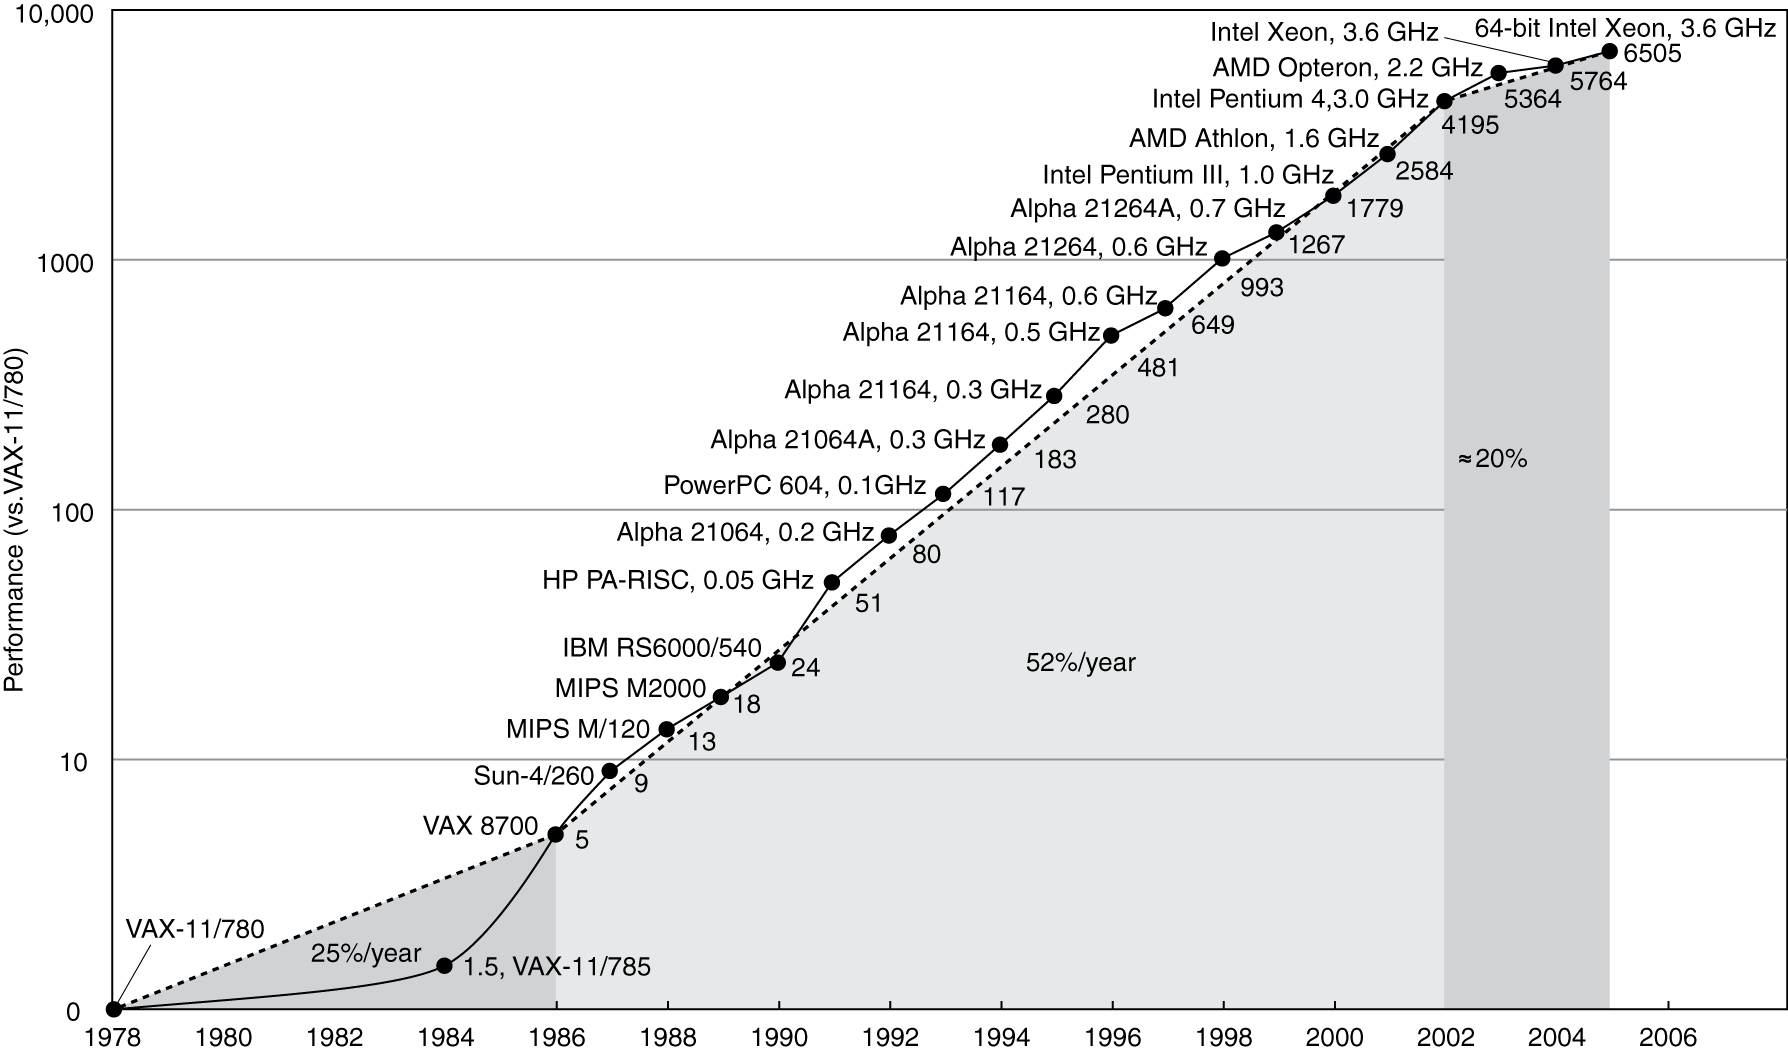 10,000
Intel Xeon, 3.6 GHz
64-bit Intel Xeon, 3.6 GHz
6505
AMD Opteron, 2.2 GHz
5764
Intel Pentium 4,3.0 GHz
5364
4195
AMD Athlon, 1.6 GHz
2584
Intel Pentium III, 1.0 GHz
1779
Alpha 21264A, 0.7 GHz
1267
Alpha 21264, 0.6 GHz
1000
993
Alpha 21164, 0.6 GHz
649
Alpha 21164, 0.5 GHz
481
Alpha 21164, 0.3 GHz
280
Alpha 21064A, 0.3 GHz
183
≈20%
PowerPC 604, 0.1GHz
117
100
Alpha 21064, 0.2 GHz
80
HP PA-RISC, 0.05 GHz
51
Performance (vs. VAX-11/780)
IBM RS6000/540
24
52%/year
MIPS M2000
18
MIPS M/120
13
10
Sun-4/260
9
VAX 8700
5
VAX-11/780
25%/year
1.5, VAX-11/785
0
1978 1980 1982 1984 1986 1988 1990 1992 1994 1996 1998 2000 2002 2004 2006